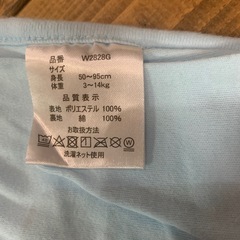 品番 W2828G
サイズ
身長 50～95cm
体重 3～14kg
品質表示
表地 ポリエステル 100%
裏地 綿 100%
お取扱方法
洗濯ネット使用